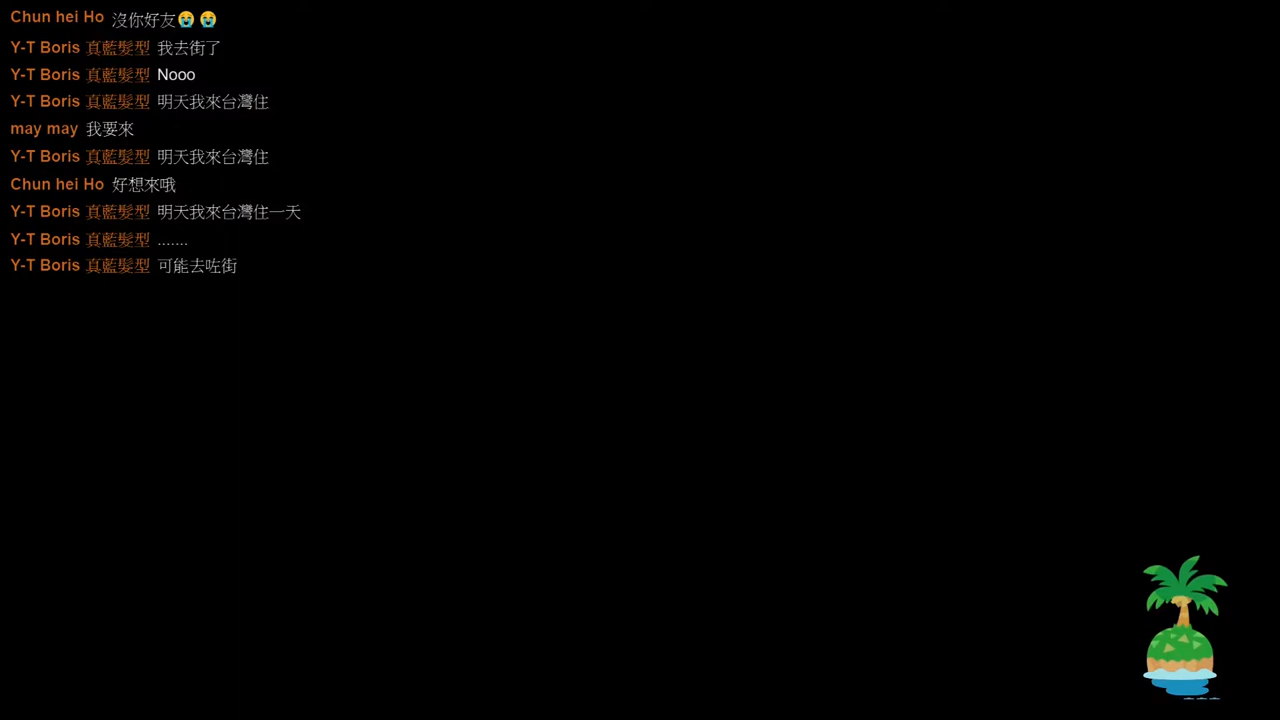 Chun hei Ho 沒你好友😭😭
Y-T Boris 真藍髮型 我去街了
Y-T Boris 真藍髮型 Nooo
Y-T Boris 真藍髮型 明天我來台灣住
may may 我要來
Y-T Boris 真藍髮型 明天我來台灣住
Chun hei Ho 好想來哦
Y-T Boris 真藍髮型 明天我來台灣住一天
Y-T Boris 真藍髮型 .......
Y-T Boris 真藍髮型 可能去咗街